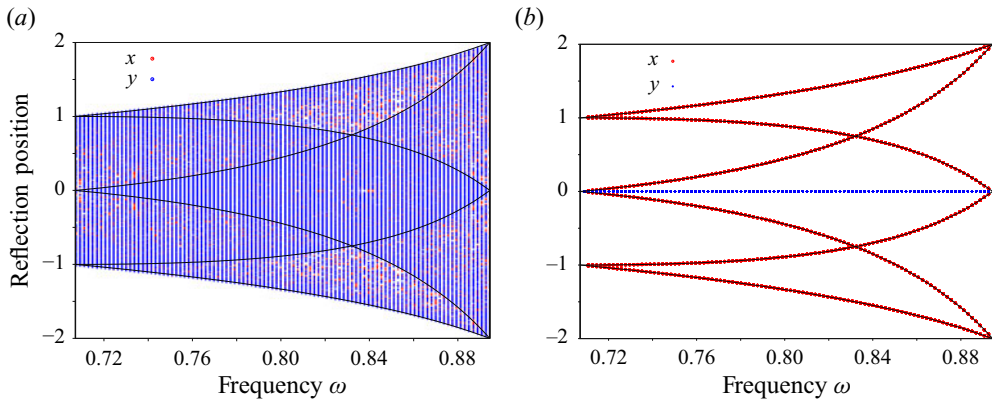 (a) (b)
2 2
x x
y y
1 1
Reflection position
0 0
−1 −1
−2 −2
0.72 0.76 0.80 0.84 0.88 0.72 0.76 0.80 0.84 0.88
Frequency ω Frequency ω